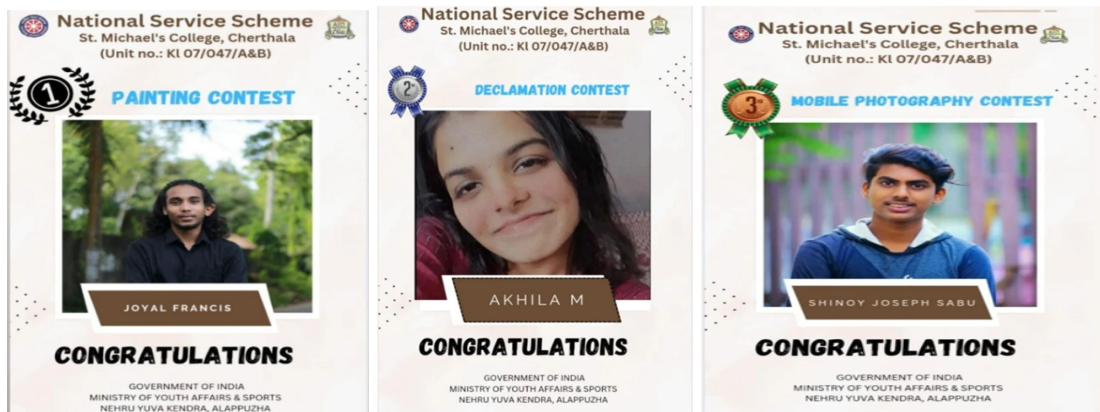 National Service Scheme
St. Michael's College, Cherthala
(Unit no.: Kl 07/047/A&B)
1
PAINTING CONTEST
JOYAL FRANCIS
CONGRATULATIONS
GOVERNMENT OF INDIA
MINISTRY OF YOUTH AFFAIRS & SPORTS
NEHRU YUVA KENDRA, ALAPPUZHA
National Service Scheme
St. Michael's College, Cherthala
(Unit no.: Kl 07/047/A&B)
2
DECLAMATION CONTEST
AKHILA M
CONGRATULATIONS
GOVERNMENT OF INDIA
MINISTRY OF YOUTH AFFAIRS & SPORTS
NEHRU YUVA KENDRA, ALAPPUZHA
National Service Scheme
St. Michael's College, Cherthala
(Unit no.: Kl 07/047/A&B)
3
MOBILE PHOTOGRAPHY CONTEST
SHINOY JOSEPH SABU
CONGRATULATIONS
GOVERNMENT OF INDIA
MINISTRY OF YOUTH AFFAIRS & SPORTS
NEHRU YUVA KENDRA, ALAPPUZHA